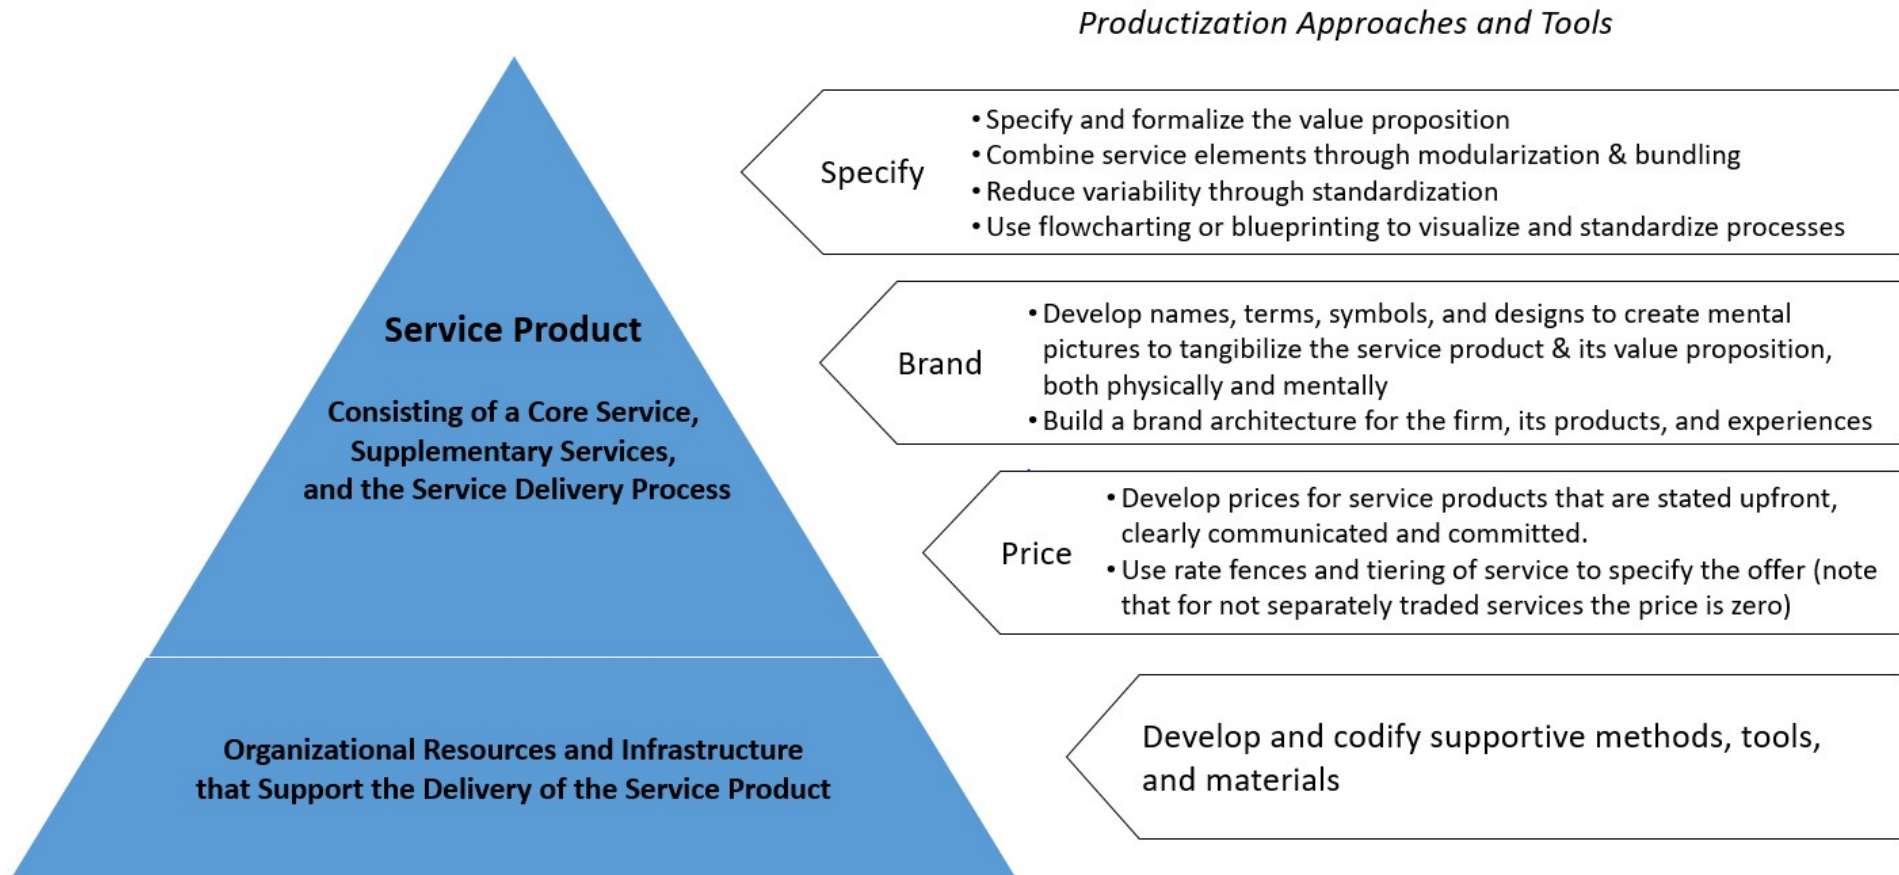 Productization Approaches and Tools
Service Product
Consisting of a Core Service,
Supplementary Services,
and the Service Delivery Process
Organizational Resources and Infrastructure
that Support the Delivery of the Service Product
Specify
• Specify and formalize the value proposition
• Combine service elements through modularization & bundling
• Reduce variability through standardization
• Use flowcharting or blueprinting to visualize and standardize processes
Brand
• Develop names, terms, symbols, and designs to create mental
pictures to tangibilize the service product & its value proposition,
both physically and mentally
• Build a brand architecture for the firm, its products, and experiences
Price
• Develop prices for service products that are stated upfront,
clearly communicated and committed.
• Use rate fences and tiering of service to specify the offer (note
that for not separately traded services the price is zero)
Develop and codify supportive methods, tools,
and materials